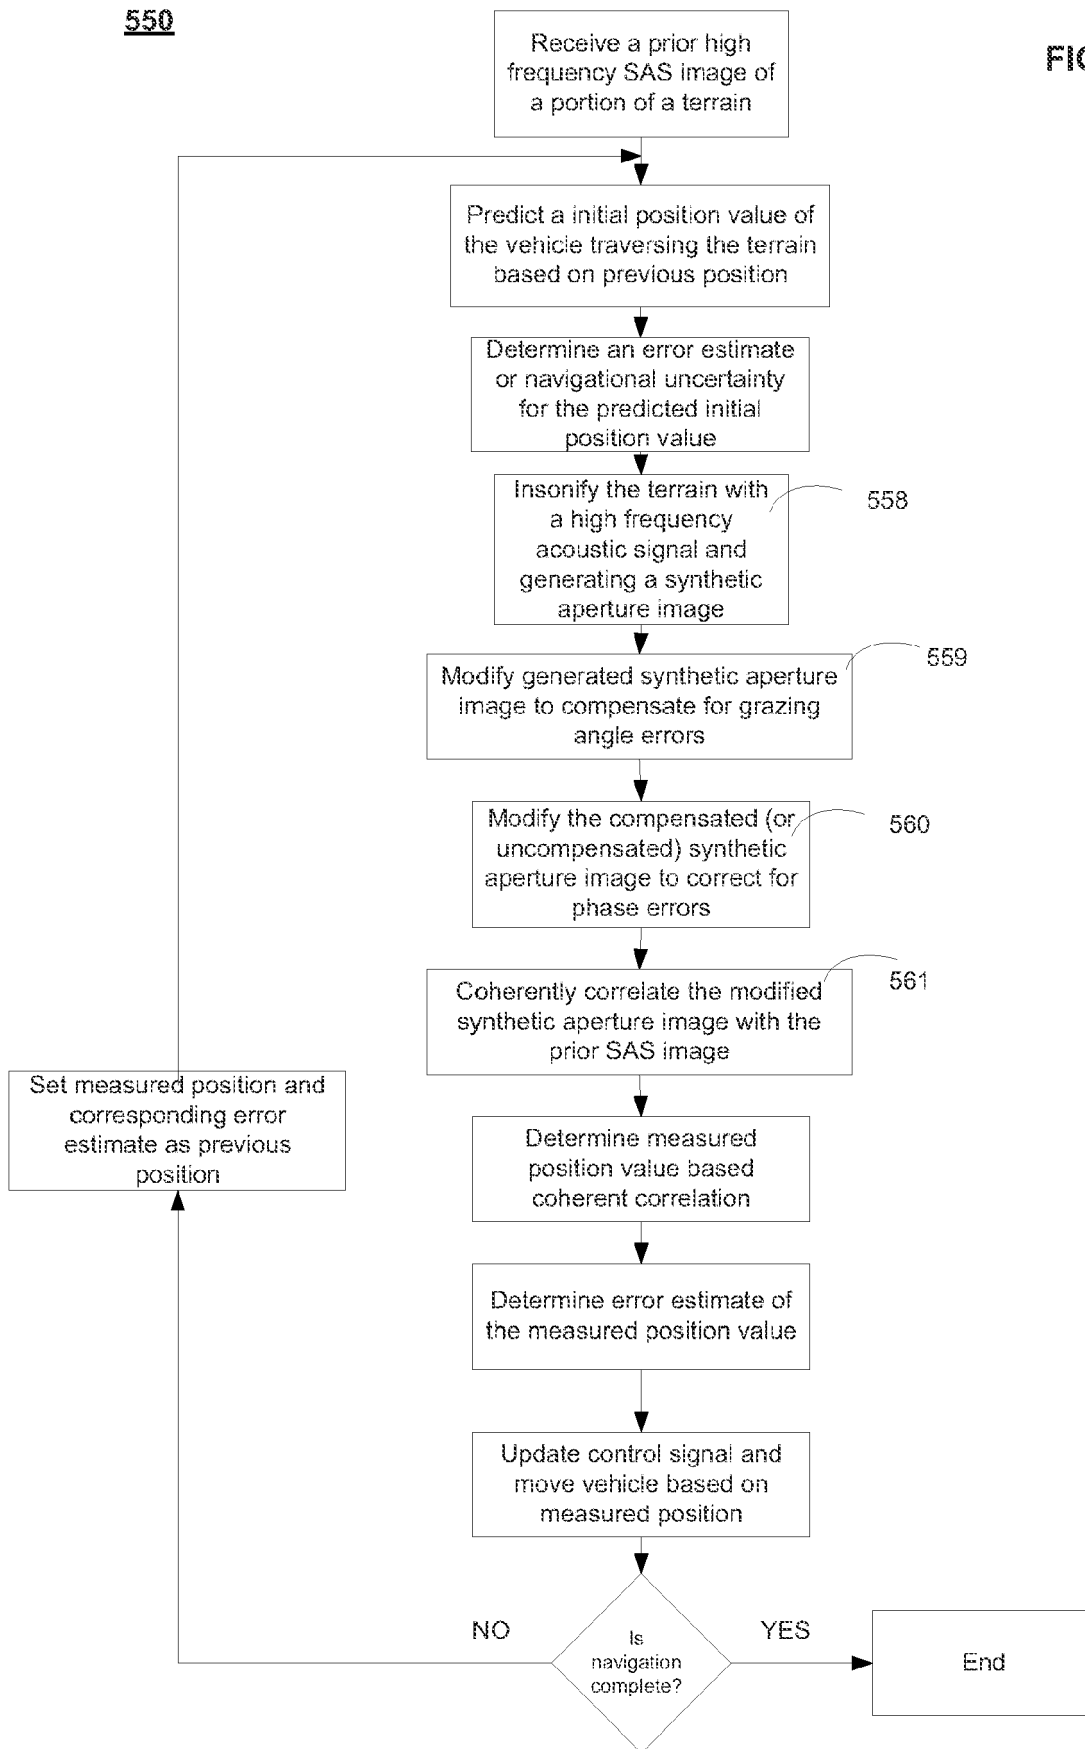 550
FIG
Receive a prior high
frequency SAS image of
a portion of a terrain
Predict a initial position value of
the vehicle traversing the terrain
based on previous position
Determine an error estimate
or navigational uncertainty
for the predicted initial
position value
Insonify the terrain with
a high frequency
acoustic signal and
generating a synthetic
aperture image
558
Modify generated synthetic aperture
image to compensate for grazing
angle errors
559
Modify the compensated (or
uncompensated) synthetic
aperture image to correct for
phase errors
560
Coherently correlate the modified
synthetic aperture image with the
prior SAS image
561
Set measured position and
corresponding error
estimate as previous
position
Determine measured
position value based
coherent correlation
Determine error estimate of
the measured position value
Update control signal and
move vehicle based on
measured position
NO
Is
navigation
complete?
YES
End